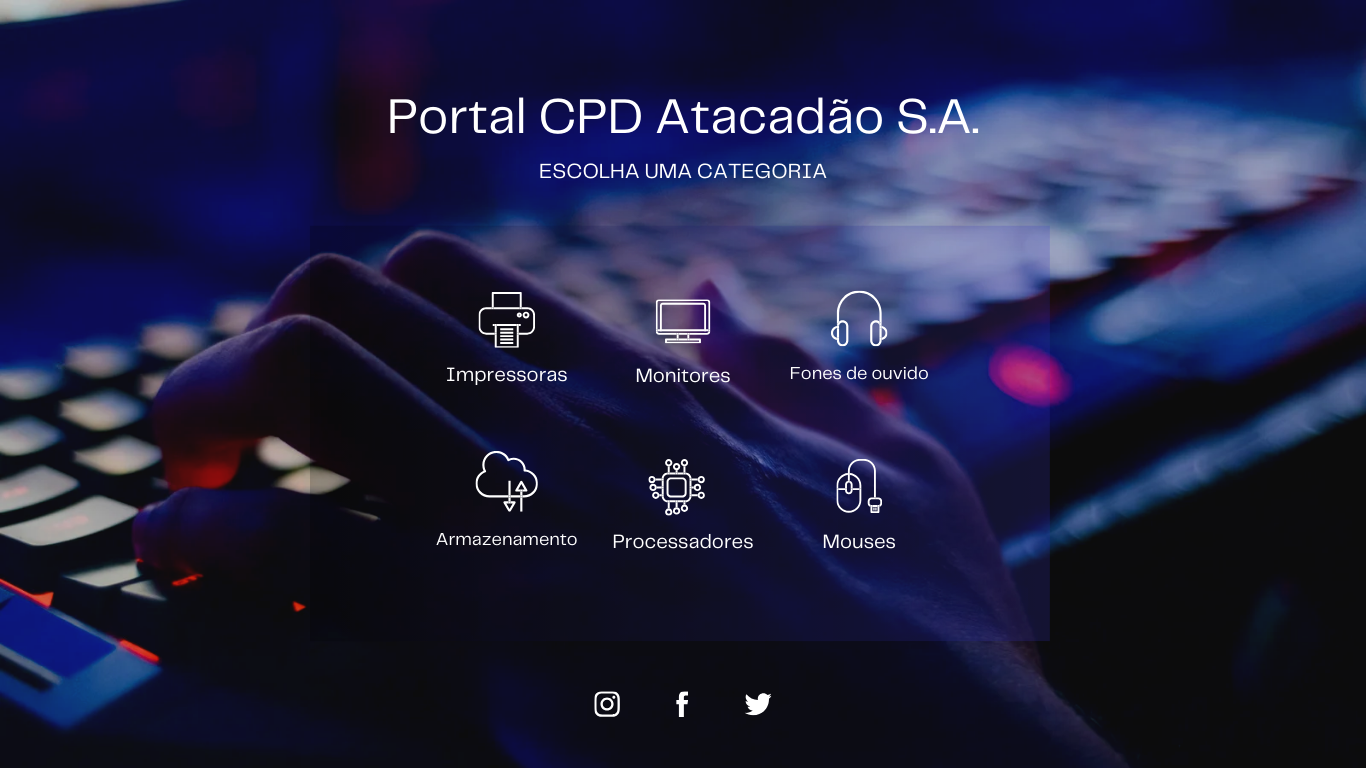 Portal CPD Atacadão S.A.
ESCOLHA UMA CATEGORIA
Impressoras
Monitores
Fones de ouvido
Armazenamento
Processadores
Mouses